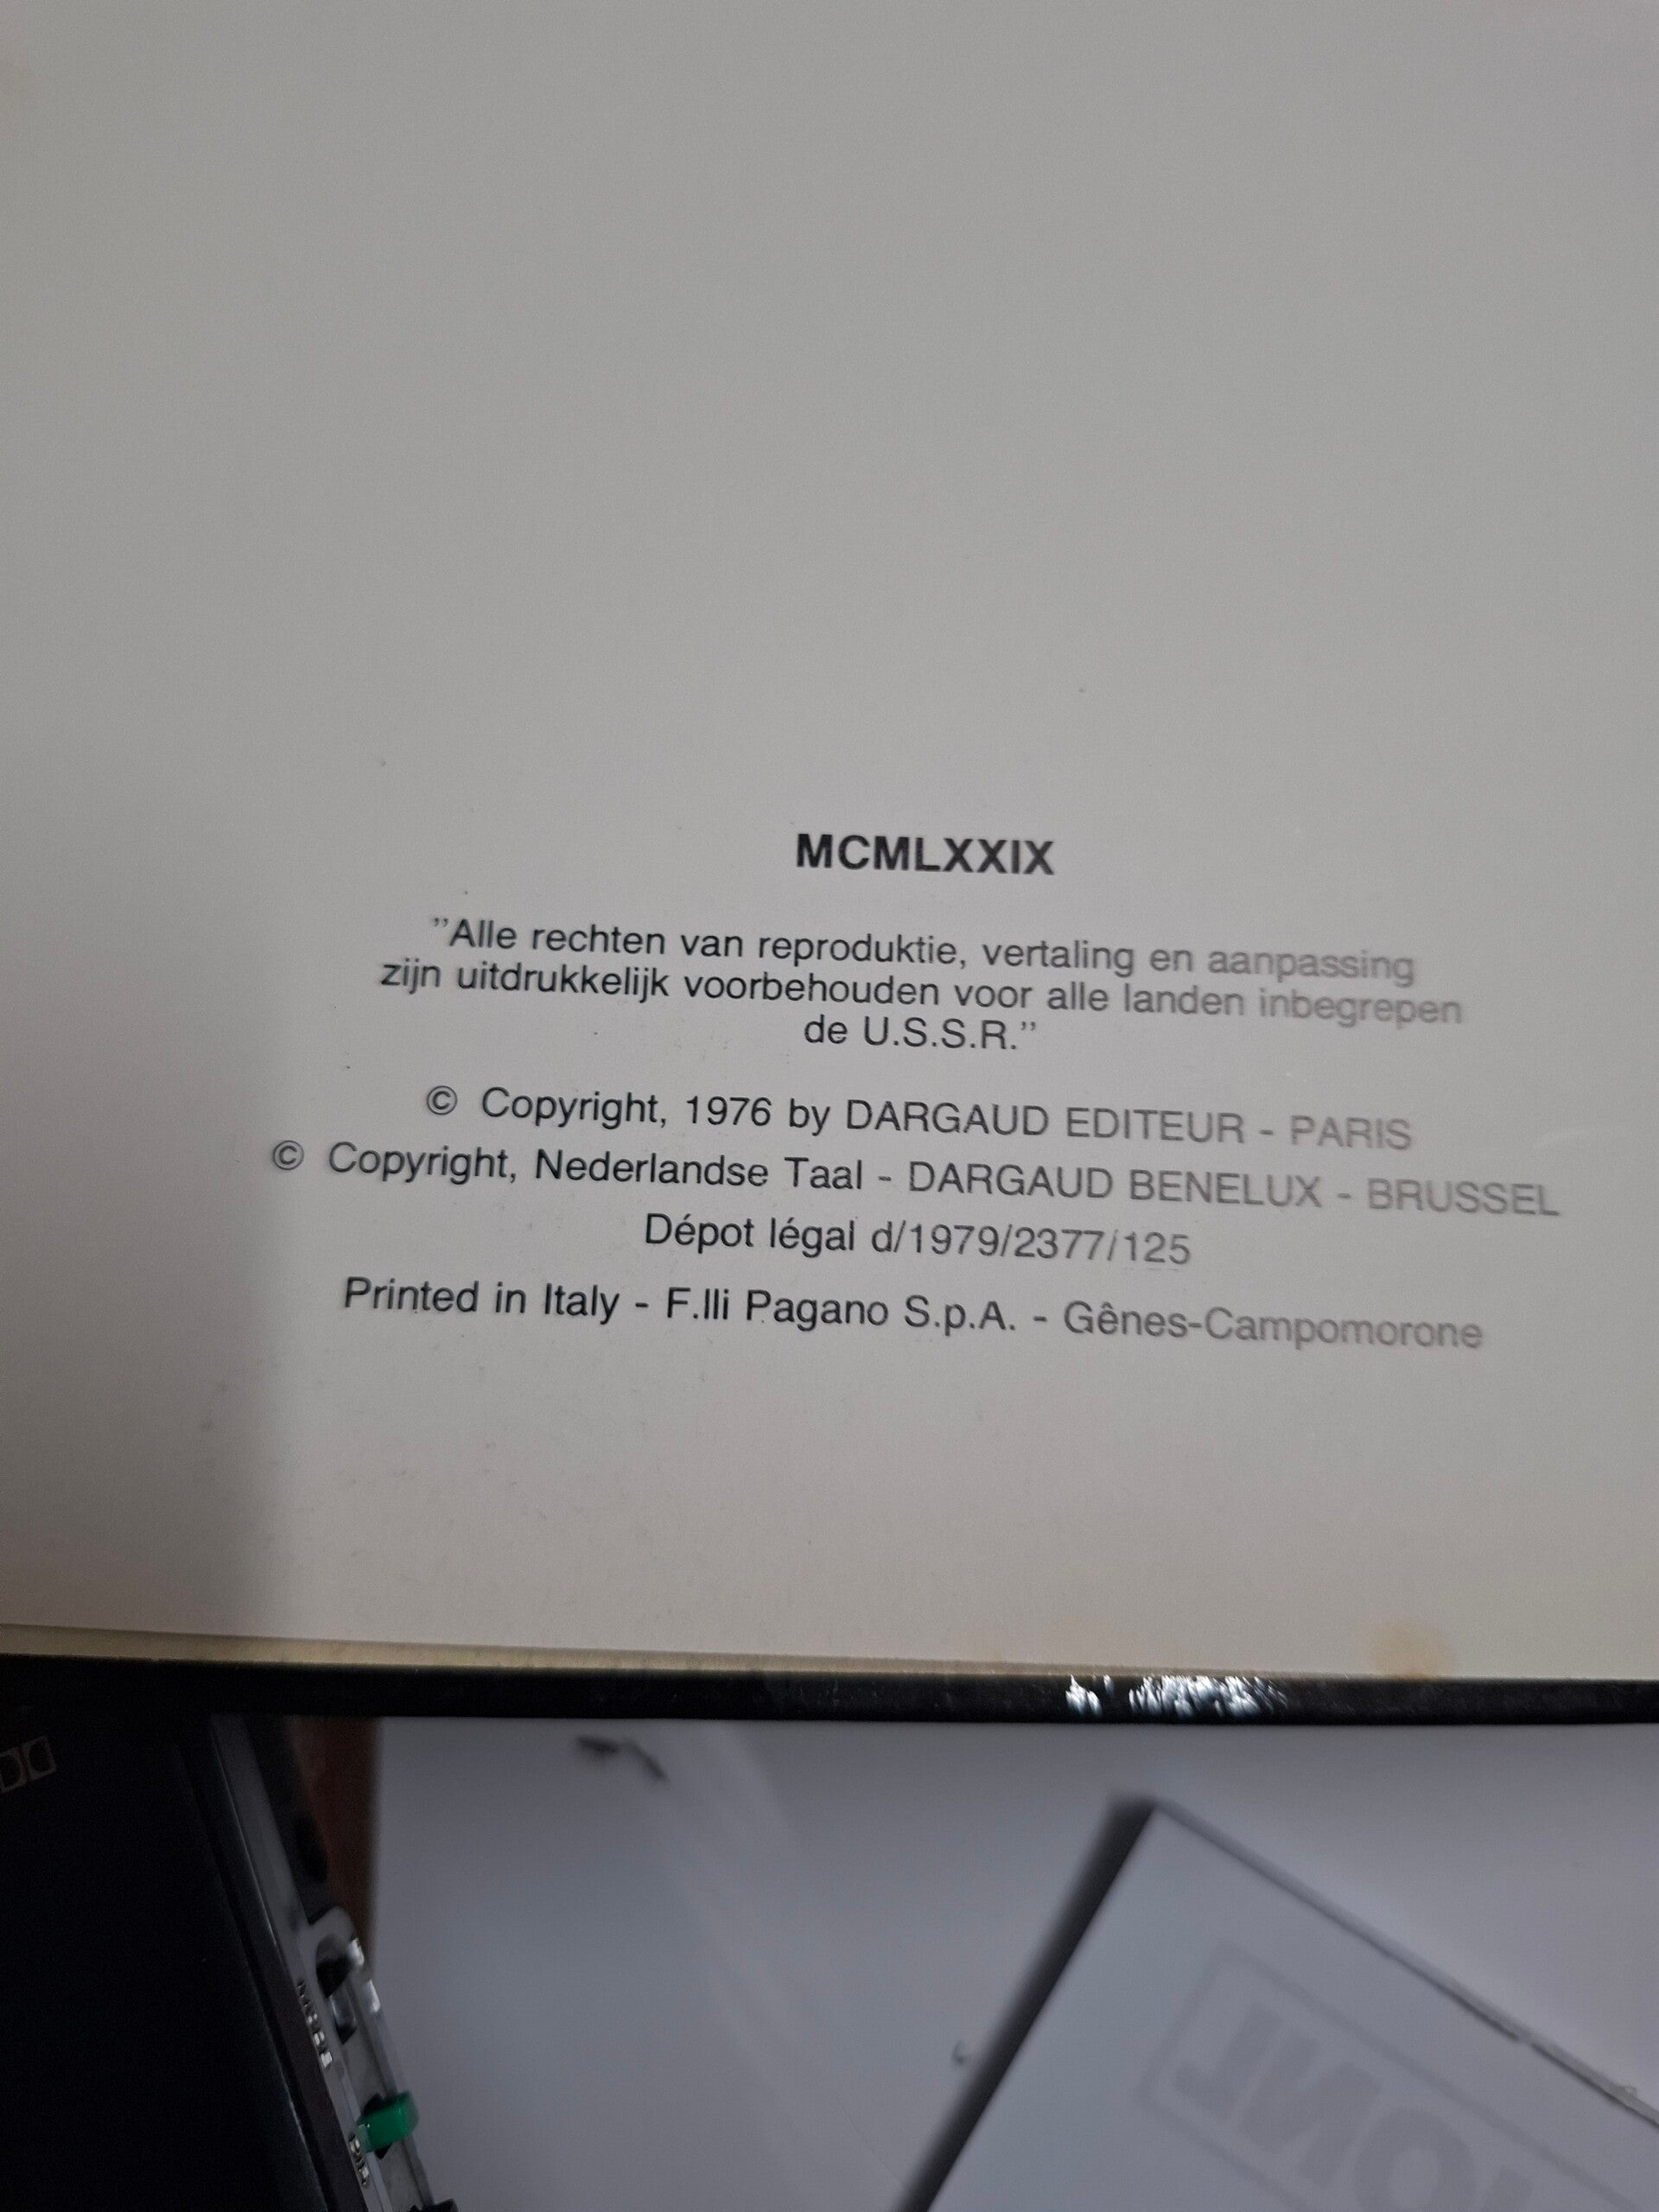 MCMLXXIX
"Alle rechten van reproduktie, vertaling en aanpassing
zijn uitdrukkelijk voorbehouden voor alle landen inbegrepen
de U.S.S.R."
© Copyright, 1976 by DARGAUD EDITEUR - PARIS
© Copyright, Nederlandse Taal - DARGAUD BENELUX - BRUSSEL
Dépot légal d/1979/2377/125
Printed in Italy - F.lli Pagano S.p.A. - Gênes-Campomorone